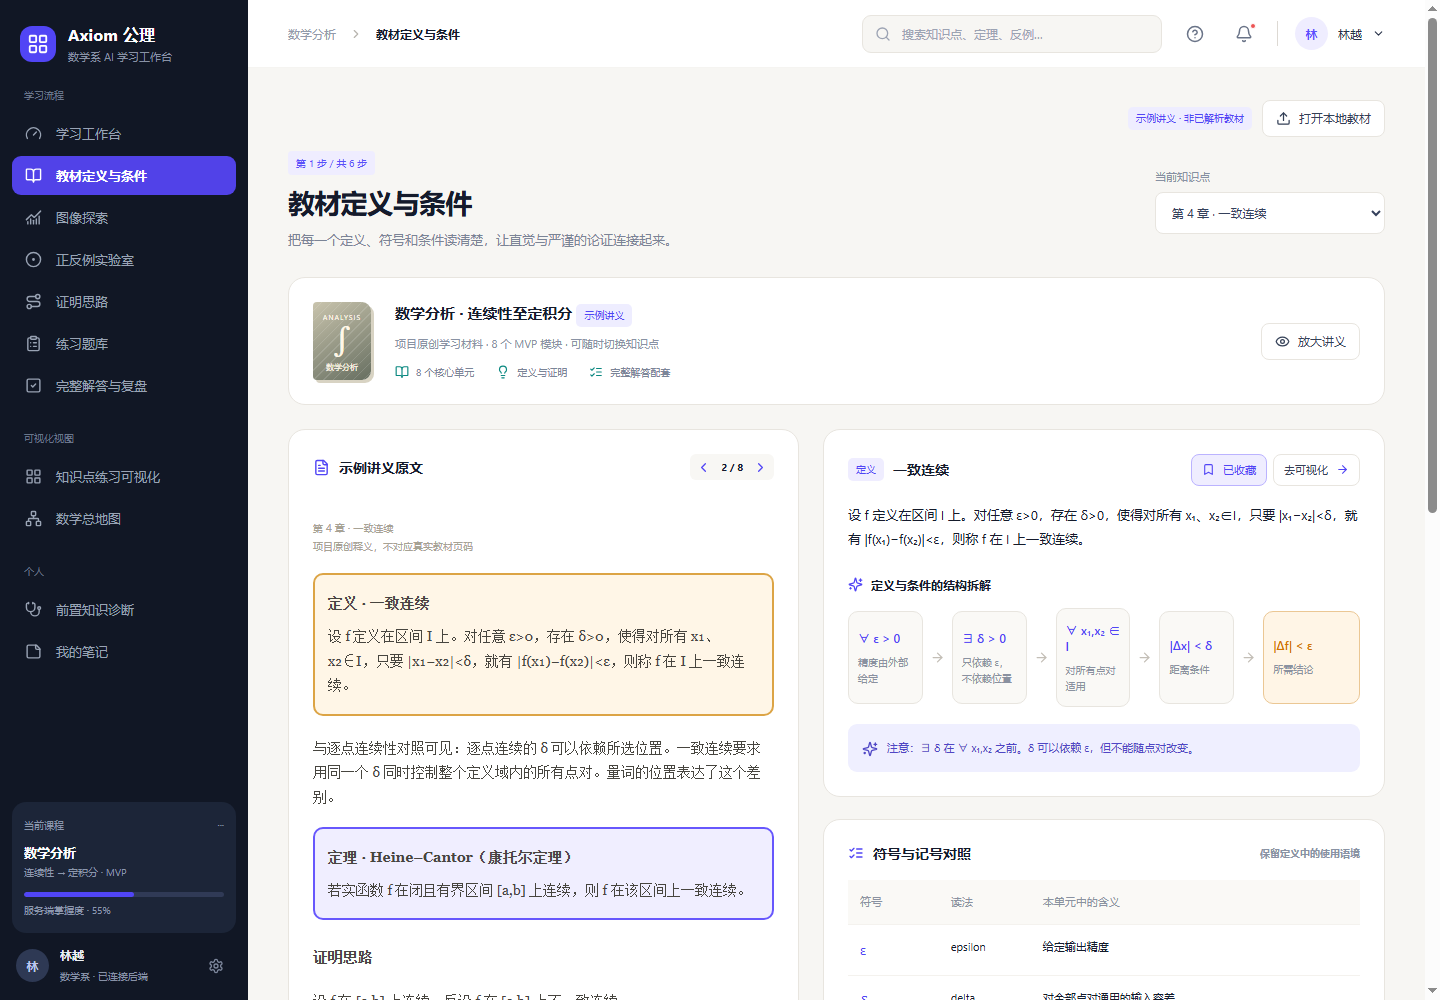 Axiom 公理
数学系 AI 学习工作台
学习流程
学习工作台
教材定义与条件
图像探索
正反例实验室
证明思路
练习题库
完整解答与复盘
可视化视图
知识点练习可视化
数学总地图
个人
前置知识诊断
我的笔记
当前课程
数学分析
连续性 → 定积分 · MVP
服务端掌握度 · 55%
林
林越
数学系 · 已连接后端
数学分析
教材定义与条件
搜索知识点、定理、反例...
林
林越
示例讲义 · 非已解析教材
打开本地教材
第 1 步 / 共 6 步
教材定义与条件
把每一个定义、符号和条件读清楚，让直觉与严谨的论证连接起来。
当前知识点
第 4 章 · 一致连续
ANALYSIS
∫
数学分析
数学分析 · 连续性至定积分
示例讲义
项目原创学习材料 · 8 个 MVP 模块 · 可随时切换知识点
8 个核心单元
定义与证明
完整解答配套
放大讲义
示例讲义原文
2 / 8
第 4 章 · 一致连续
项目原创释义，不对应真实教材页码
定义 · 一致连续
设 f 定义在区间 I 上。对任意 ε>0，存在 δ>0，使得对所有 x₁、
x₂∈I，只要 |x₁−x₂|<δ，就有 |f(x₁)−f(x₂)|<ε，则称 f 在 I 上一致连
续。
与逐点连续性对照可见：逐点连续的 δ 可以依赖所选位置。一致连续要求
用同一个 δ 同时控制整个定义域内的所有点对。量词的位置表达了这个差
别。
定理 · Heine–Cantor（康托尔定理）
若实函数 f 在闭且有界区间 [a,b] 上连续，则 f 在该区间上一致连续。
证明思路
设 f 在 [a,b] 上连续，反设 f 在 [a,b] 上不一致连续。
定义
一致连续
已收藏
去可视化
设 f 定义在区间 I 上。对任意 ε>0，存在 δ>0，使得对所有 x₁、x₂∈I，只要 |x₁−x₂|<δ，就
有 |f(x₁)−f(x₂)|<ε，则称 f 在 I 上一致连续。
定义与条件的结构拆解
∀ ε > 0
精度由外部
给定
∃ δ > 0
只依赖 ε，
不依赖位置
∀ x₁,x₂ ∈
I
对所有点对
适用
|Δx| < δ
距离条件
|Δf| < ε
所需结论
注意：∃ δ 在 ∀ x₁,x₂ 之前。δ 可以依赖 ε，但不能随点对改变。
符号与记号对照
保留定义中的使用语境
符号
读法
本单元中的含义
ε
epsilon
给定输出精度
δ
delta
对全部点对通用的输入容差